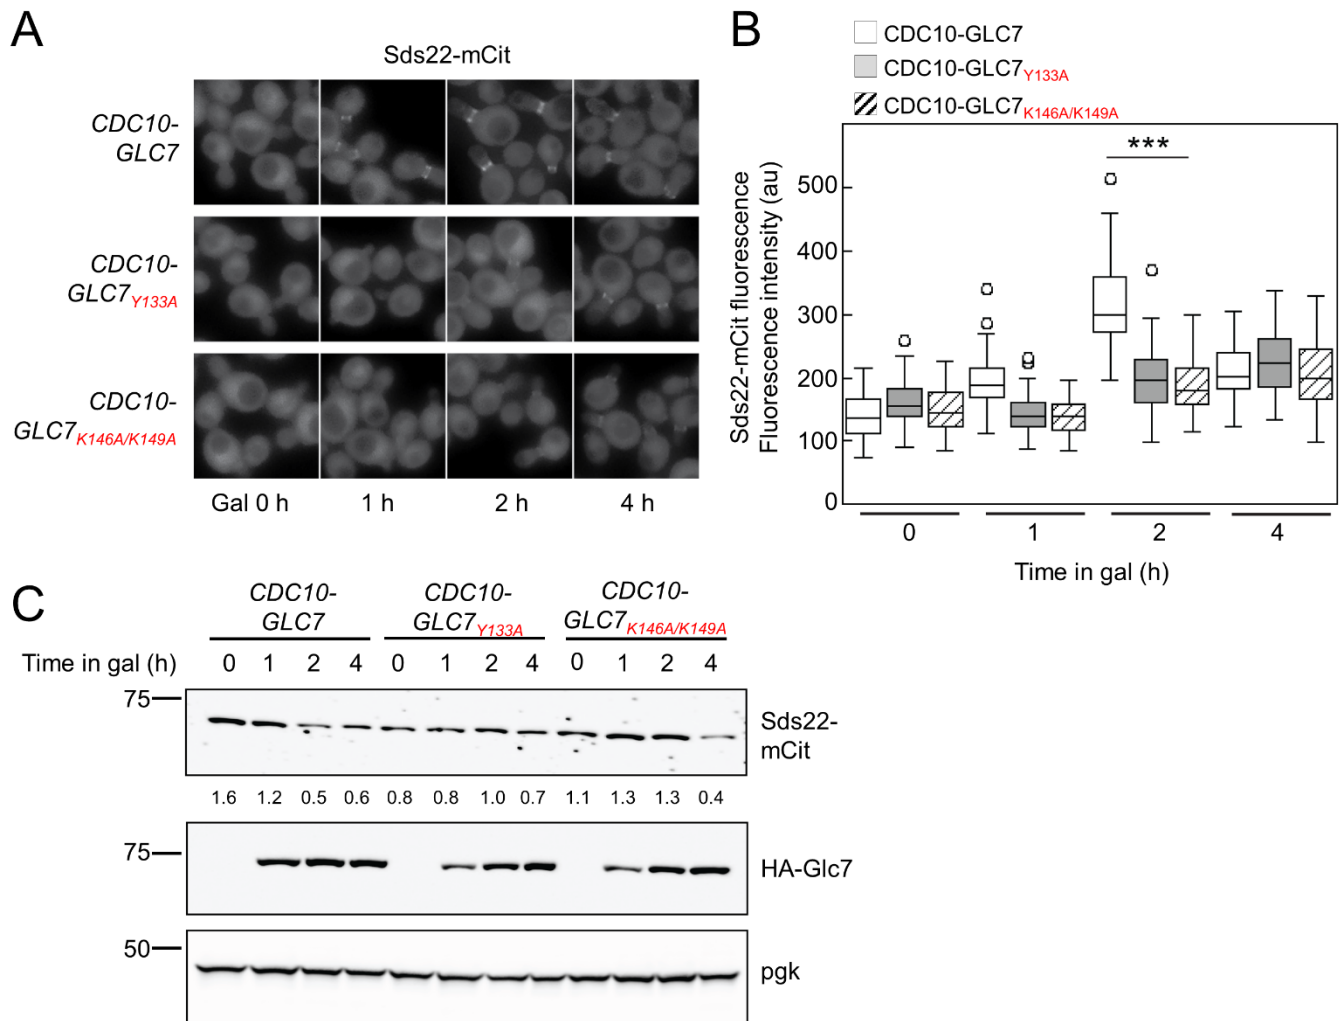 A
Sds22-mCit
CDC10-
GLC7
CDC10-
GLC7Y133A
CDC10-
GLC7K146A/K149A
Gal 0 h 1 h 2 h 4 h
B
CDC10-GLC7
CDC10-GLC7Y133A
CDC10-GLC7K146A/K149A
***
Sds22-mCit fluorescence
Fluorescence intensity (au)
500
400
300
200
100
0
0 1 2 4
Time in gal (h)
C
CDC10- CDC10- CDC10-
GLC7 GLC7Y133A GLC7K146A/K149A
Time in gal (h) 0 1 2 4 0 1 2 4 0 1 2 4
75
Sds22-
mCit
1.6 1.2 0.5 0.6 0.8 0.8 1.0 0.7 1.1 1.3 1.3 0.4
75
HA-Glc7
50
pgk